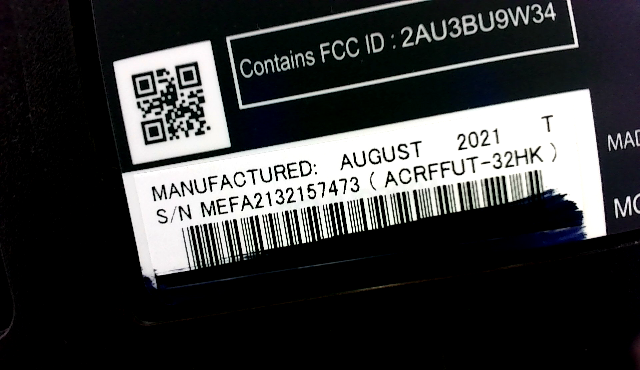 Contains FCC ID : 2AU3BU9W34
MANUFACTURED: AUGUST 2021 T
S/N MEFA2132157473 ( ACRFFUT-32HK )